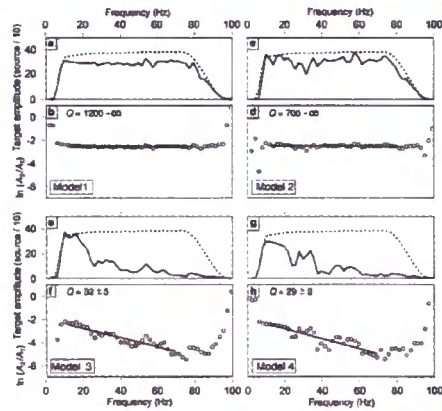 Frequency (Hz)
Frequency (Hz)
0 20 40 60 80 100
0 20 40 60 80 100
Target amplitude (source / 10)
ln (A₂/A₁)
40
20
0
a
b
Q = 1200 - ∞
0
-2
-4
-6
Model 1
d
Q = 700 - ∞
Model 2
Target amplitude (source / 10)
ln (A₂/A₁)
40
20
0
e
g
f
Q = 32 ± 5
0
-2
-4
-6
Model 3
h
Model 4
0 20 40 60 80 100
0 20 40 60 80 100
Frequency (Hz)
Frequency (Hz)